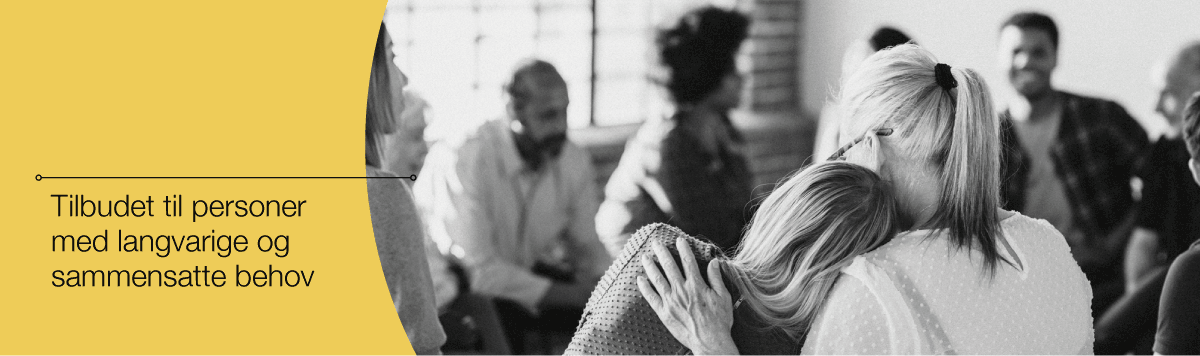 Tilbudet til personer
med langvarige og
sammensatte behov